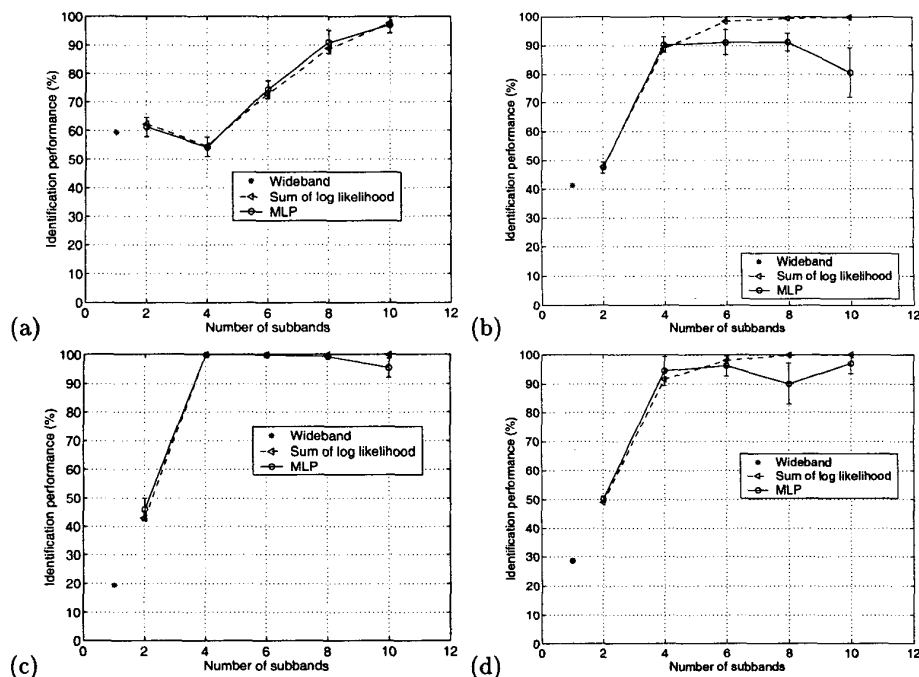 100
90
80
70
60
50
40
30
20
10
0
Identification performance (%)
Wideband
Sum of log likelihood
MLP
0 2 4 6 8 10 12
Number of subbands
(a)
100
90
80
70
60
50
40
30
20
10
0
Identification performance (%)
Wideband
Sum of log likelihood
MLP
0 2 4 6 8 10 12
Number of subbands
(b)
100
90
80
70
60
50
40
30
20
10
0
Identification performance (%)
Wideband
Sum of log likelihood
MLP
0 2 4 6 8 10 12
Number of subbands
(c)
100
90
80
70
60
50
40
30
20
10
0
Identification performance (%)
Wideband
Sum of log likelihood
MLP
0 2 4 6 8 10 12
Number of subbands
(d)